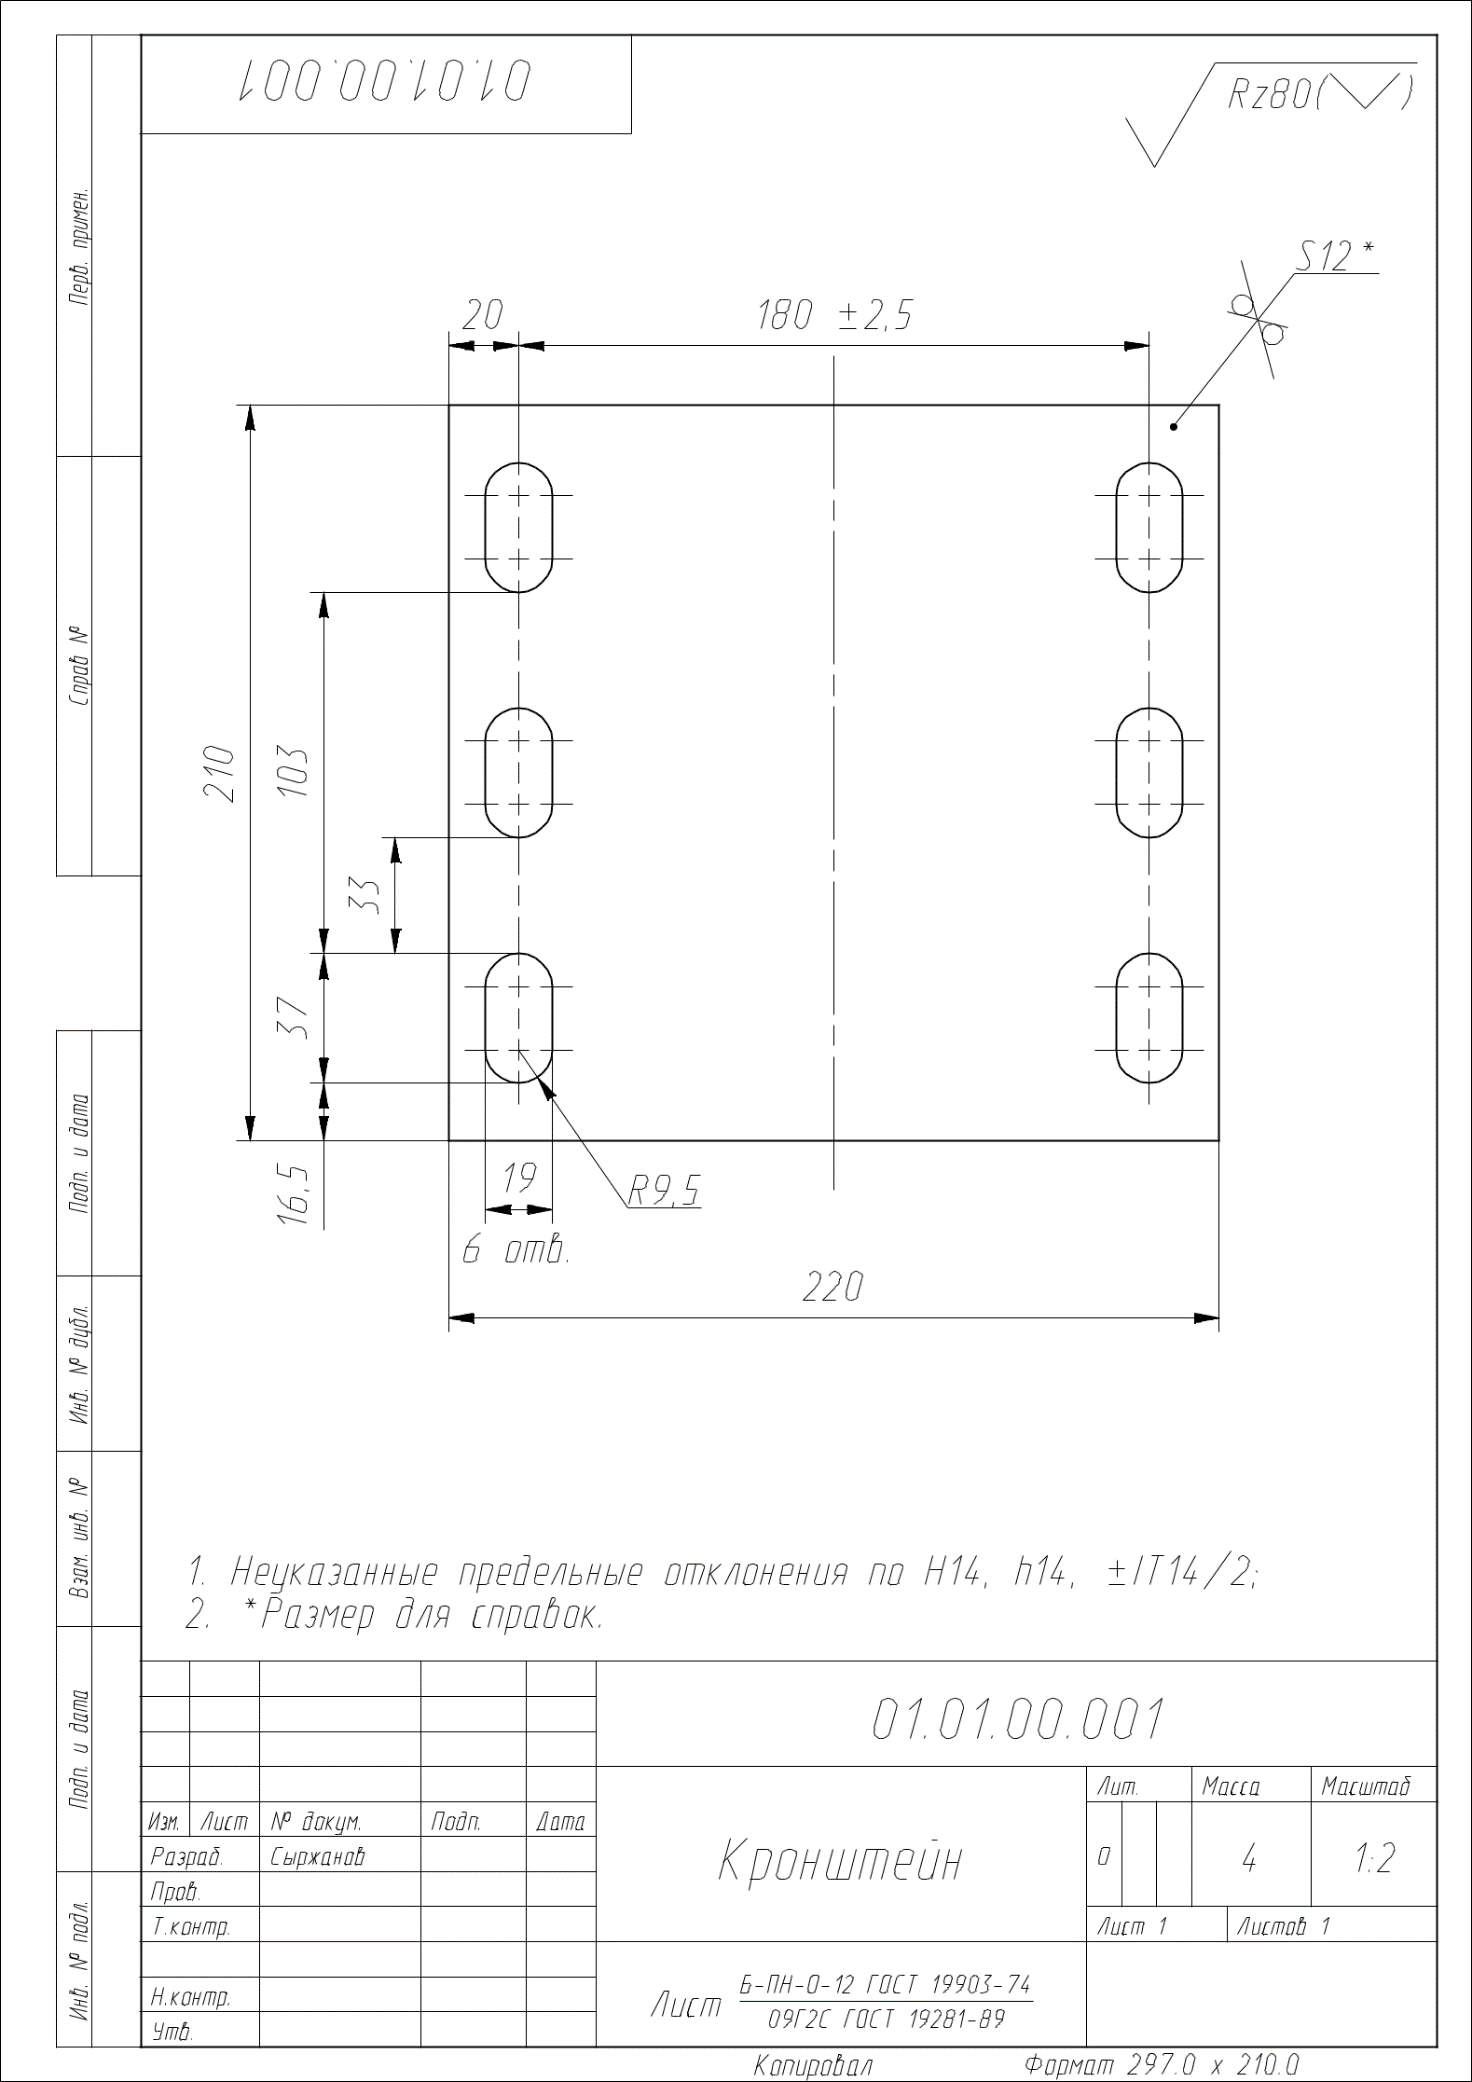 01.01.00.001
Rz80( )
S12*
20
180 ±2,5
210
103
33
37
16,5
19
6 отв.
R9,5
220
Перв. примен.
Справ №
Подп. и дата
Инв. № дубл.
Взам. инв. №
Подп. и дата
Инв. № подл.
1. Неуказанные предельные отклонения по H14, h14, ±IT14/2;
2. *Размер для справок.
01.01.00.001
Изм. Лист № докум. Подп. Дата
Разраб. Сыржанов
Пров.
Т.контр.
Н.контр.
Утв.
Кронштейн
Лит. Масса Масштаб
а 4 1:2
Лист 1 Листов 1
Лист
Б-ПН-О-12 ГОСТ 19903-74
09Г2С ГОСТ 19281-89
Копировал Формат 297.0 x 210.0